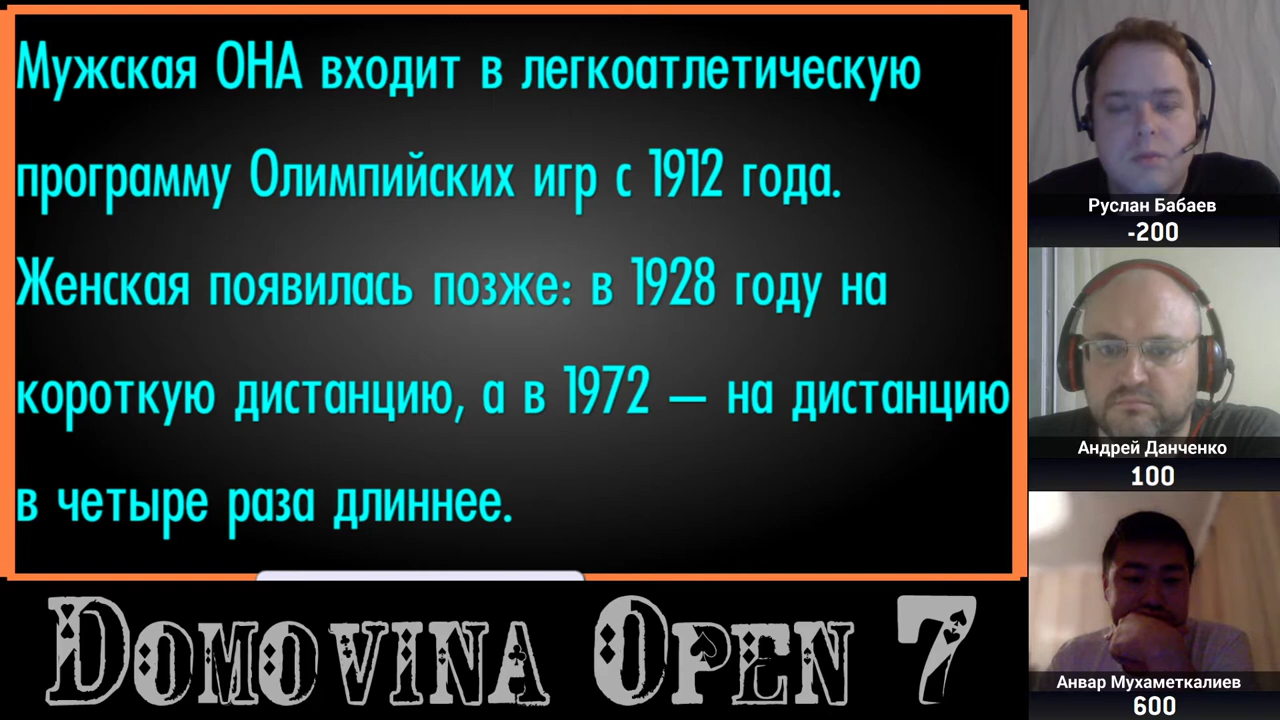 Мужская ОНА входит в легкоатлетическую
программу Олимпийских игр с 1912 года.
Женская появилась позже: в 1928 году на
короткую дистанцию, а в 1972 — на дистанцию
в четыре раза длиннее.
Domovina Open 7
Руслан Бабаев
-200
Андрей Данченко
100
Анвар Мухаметкалиев
600